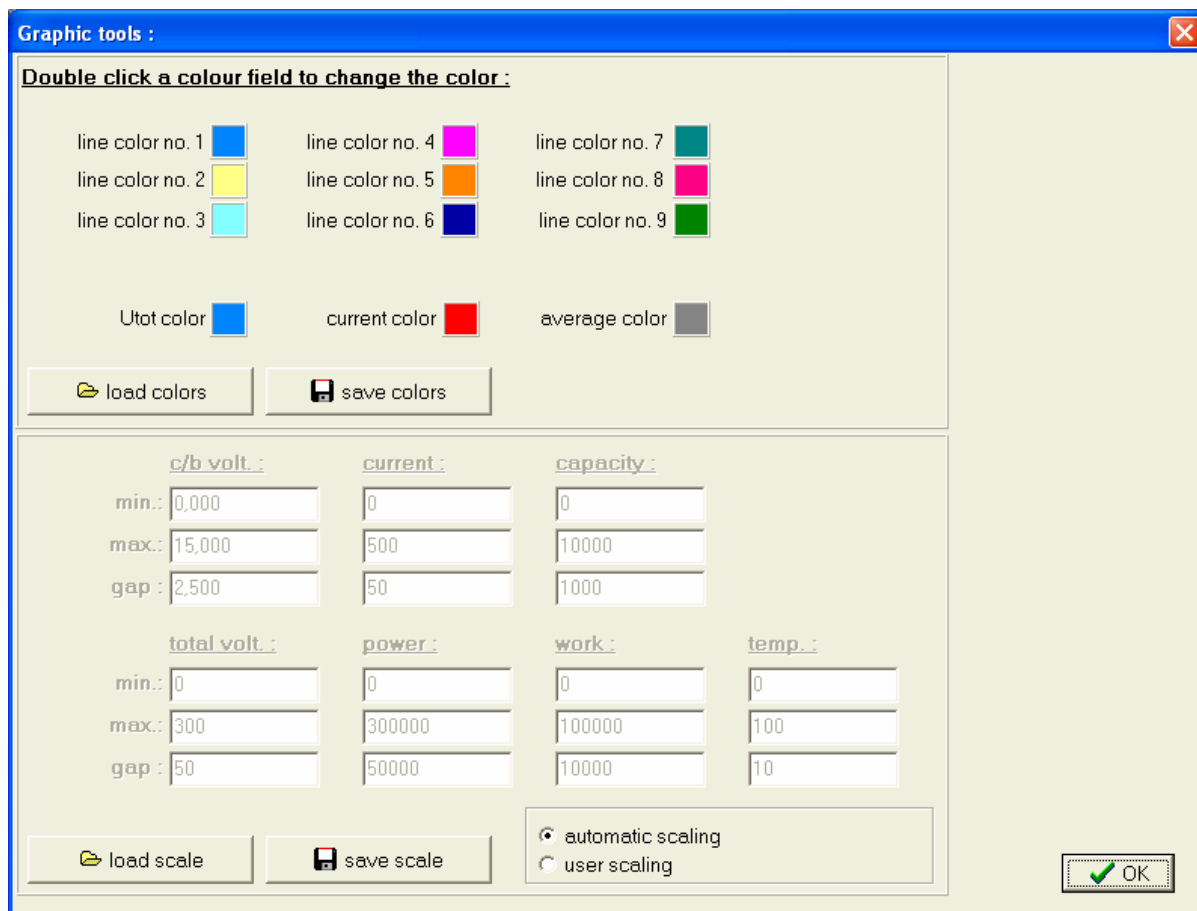 Graphic tools :
Double click a colour field to change the color :
line color no. 1 line color no. 4 line color no. 7
line color no. 2 line color no. 5 line color no. 8
line color no. 3 line color no. 6 line color no. 9
Utot color current color average color
load colors save colors
c/b volt. : current : capacity :
min.: 0,000 0 0
max.: 15,000 500 10000
gap : 2,500 50 1000
total volt. : power : work : temp. :
min.: 0 0 0 0
max.: 300 300000 100000 100
gap : 50 50000 10000 10
automatic scaling
load scale save scale user scaling
OK